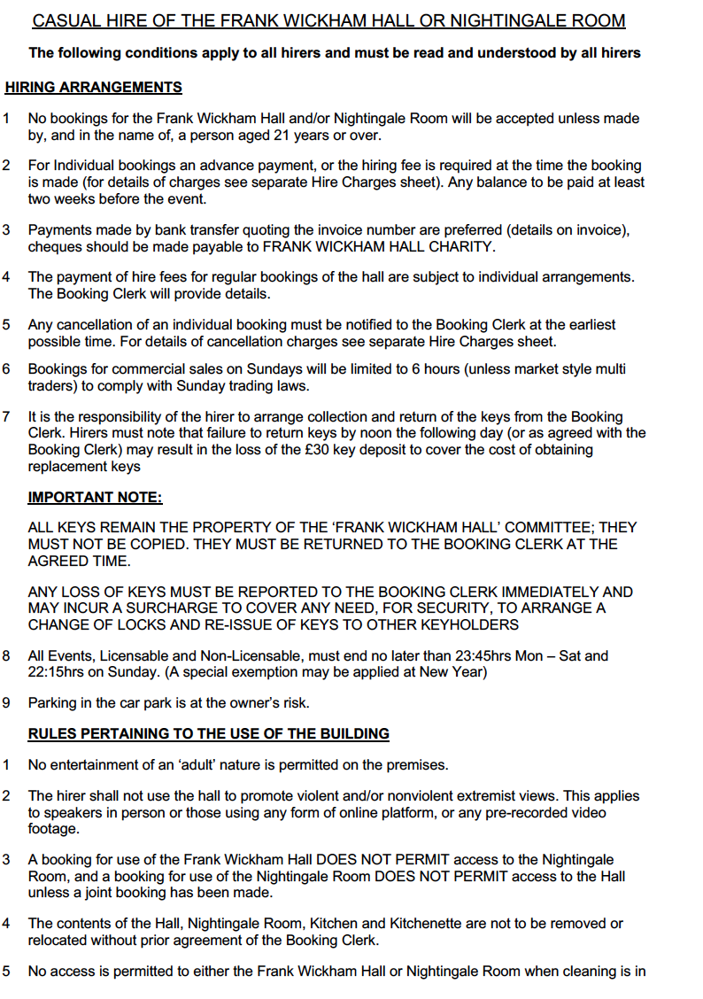 CASUAL HIRE OF THE FRANK WICKHAM HALL OR NIGHTINGALE ROOM
The following conditions apply to all hirers and must be read and understood by all hirers
HIRING ARRANGEMENTS
1 No bookings for the Frank Wickham Hall and/or Nightingale Room will be accepted unless made
by, and in the name of, a person aged 21 years or over.
2 For Individual bookings an advance payment, or the hiring fee is required at the time the booking
is made (for details of charges see separate Hire Charges sheet). Any balance to be paid at least
two weeks before the event.
3 Payments made by bank transfer quoting the invoice number are preferred (details on invoice),
cheques should be made payable to FRANK WICKHAM HALL CHARITY.
4 The payment of hire fees for regular bookings of the hall are subject to individual arrangements.
The Booking Clerk will provide details.
5 Any cancellation of an individual booking must be notified to the Booking Clerk at the earliest
possible time. For details of cancellation charges see separate Hire Charges sheet.
6 Bookings for commercial sales on Sundays will be limited to 6 hours (unless market style multi
traders) to comply with Sunday trading laws.
7 It is the responsibility of the hirer to arrange collection and return of the keys from the Booking
Clerk. Hirers must note that failure to return keys by noon the following day (or as agreed with the
Booking Clerk) may result in the loss of the £30 key deposit to cover the cost of obtaining
replacement keys
IMPORTANT NOTE:
ALL KEYS REMAIN THE PROPERTY OF THE ‘FRANK WICKHAM HALL’ COMMITTEE; THEY
MUST NOT BE COPIED. THEY MUST BE RETURNED TO THE BOOKING CLERK AT THE
AGREED TIME.
ANY LOSS OF KEYS MUST BE REPORTED TO THE BOOKING CLERK IMMEDIATELY AND
MAY INCUR A SURCHARGE TO COVER ANY NEED, FOR SECURITY, TO ARRANGE A
CHANGE OF LOCKS AND RE-ISSUE OF KEYS TO OTHER KEYHOLDERS
8 All Events, Licensable and Non-Licensable, must end no later than 23:45hrs Mon – Sat and
22:15hrs on Sunday. (A special exemption may be applied at New Year)
9 Parking in the car park is at the owner’s risk.
RULES PERTAINING TO THE USE OF THE BUILDING
1 No entertainment of an ‘adult’ nature is permitted on the premises.
2 The hirer shall not use the hall to promote violent and/or nonviolent extremist views. This applies
to speakers in person or those using any form of online platform, or any pre-recorded video
footage.
3 A booking for use of the Frank Wickham Hall DOES NOT PERMIT access to the Nightingale
Room, and a booking for use of the Nightingale Room DOES NOT PERMIT access to the Hall
unless a joint booking has been made.
4 The contents of the Hall, Nightingale Room, Kitchen and Kitchenette are not to be removed or
relocated without prior agreement of the Booking Clerk.
5 No access is permitted to either the Frank Wickham Hall or Nightingale Room when cleaning is in